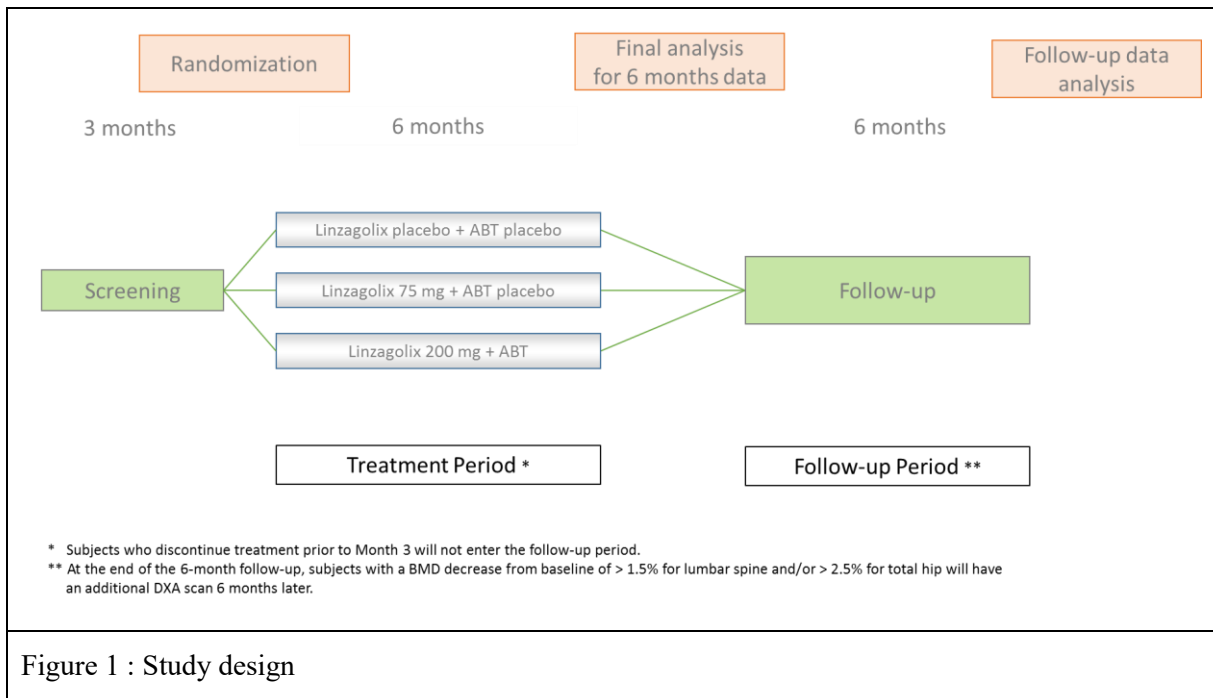 Randomization
Final analysis
for 6 months data
Follow-up data
analysis
3 months
6 months
6 months
Linzagolix placebo + ABT placebo
Screening
Linzagolix 75 mg + ABT placebo
Follow-up
Linzagolix 200 mg + ABT
Treatment Period *
Follow-up Period **
* Subjects who discontinue treatment prior to Month 3 will not enter the follow-up period.
** At the end of the 6-month follow-up, subjects with a BMD decrease from baseline of > 1.5% for lumbar spine and/or > 2.5% for total hip will have
an additional DXA scan 6 months later.
Figure 1 : Study design